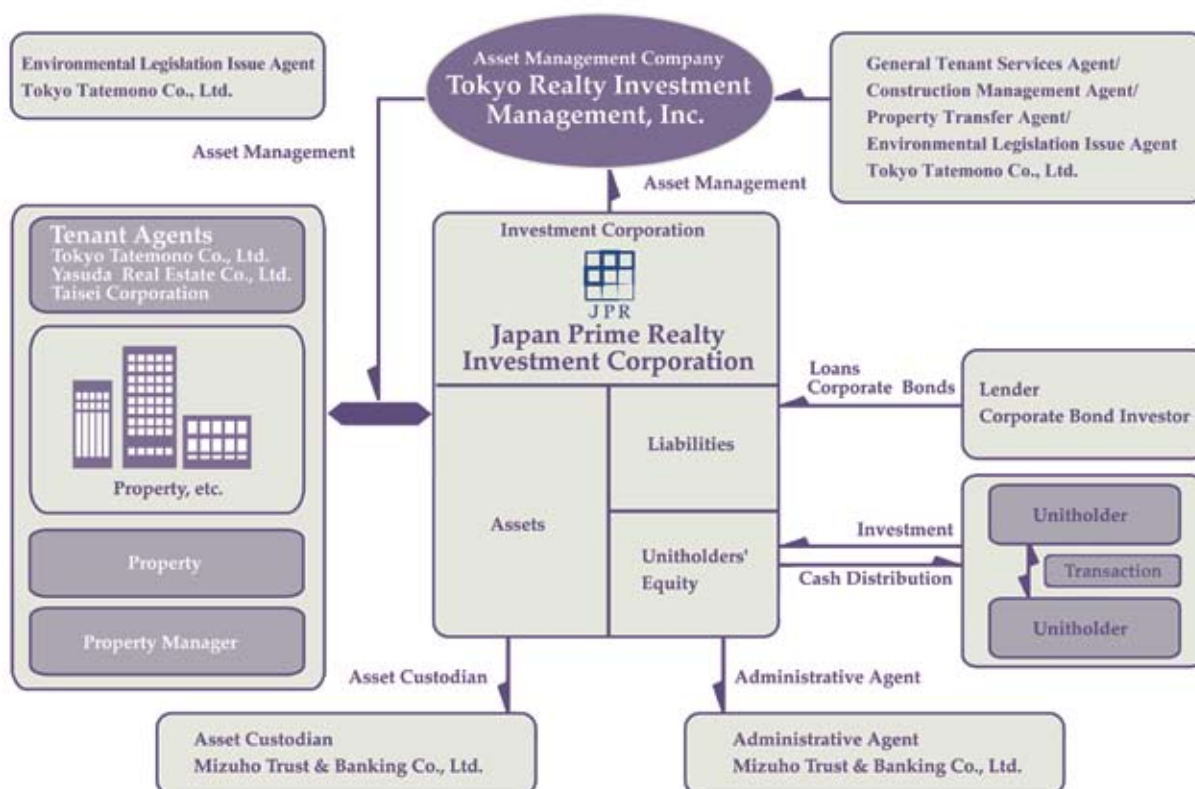 Environmental Legislation Issue Agent
Tokyo Tatemono Co., Ltd.
Asset Management Company
Tokyo Realty Investment
Management, Inc.
General Tenant Services Agent/
Construction Management Agent/
Property Transfer Agent/
Environmental Legislation Issue Agent
Tokyo Tatemono Co., Ltd.
Asset Management
Asset Management
Tenant Agents
Tokyo Tatemono Co., Ltd.
Yasuda Real Estate Co., Ltd.
Taisei Corporation
Property, etc.
Property
Property Manager
Investment Corporation
JPR
Japan Prime Realty
Investment Corporation
Assets
Liabilities
Unitholders'
Equity
Loans
Corporate Bonds
Lender
Corporate Bond Investor
Investment
Cash Distribution
Unitholder
Transaction
Unitholder
Asset Custodian
Administrative Agent
Asset Custodian
Mizuho Trust & Banking Co., Ltd.
Administrative Agent
Mizuho Trust & Banking Co., Ltd.